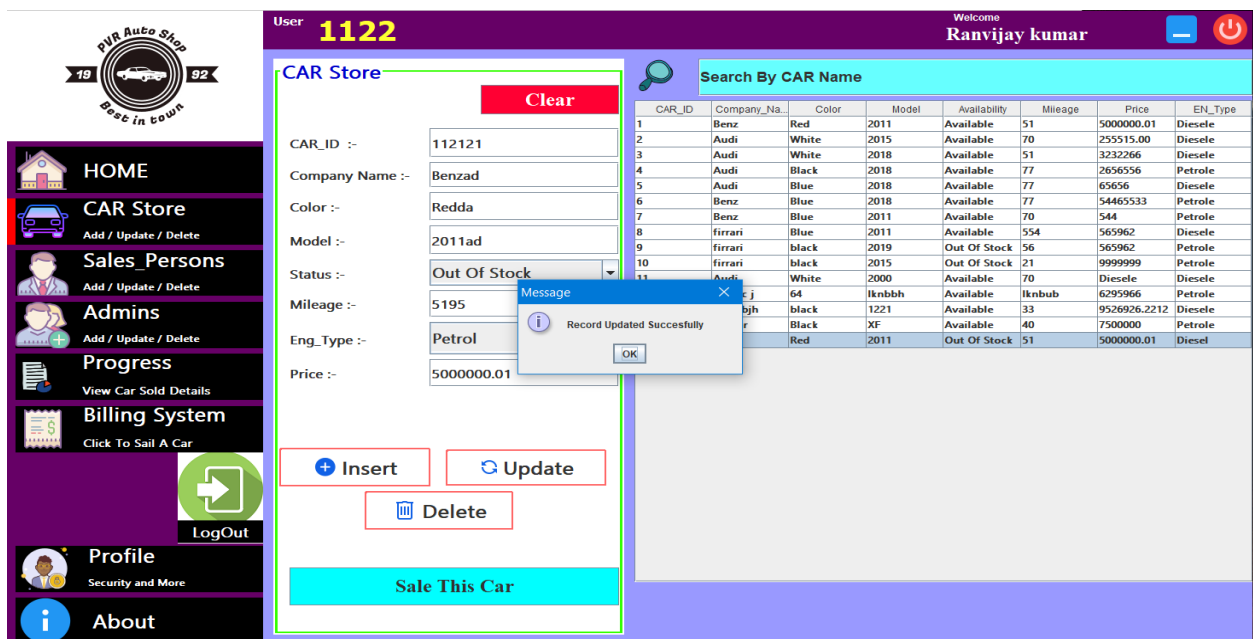 PVR Auto Shop
19 92
Best in town
HOME
CAR Store
Add / Update / Delete
Sales_Persons
Add / Update / Delete
Admins
Add / Update / Delete
Progress
View Car Sold Details
Billing System
Click To Sail A Car
LogOut
Profile
Security and More
About
User 1122
Welcome
Ranvijay kumar
CAR Store
Clear
CAR_ID :- 112121
Company Name :- Benzad
Color :- Redda
Model :- 2011ad
Status :- Out Of Stock
Mileage :- 5195
Eng_Type :- Petrol
Price :- 5000000.01
Insert
Update
Delete
Sale This Car
Search By CAR Name
CAR_ID Company_Na... Color Model Availability Mileage Price EN_Type
1 Benz Red 2011 Available 51 5000000.01 Diesele
2 Audi White 2015 Available 70 255515.00 Diesele
3 Audi White 2018 Available 51 3232266 Diesele
4 Audi Black 2018 Available 77 2656556 Petrole
5 Audi Blue 2018 Available 77 65656 Diesele
6 Benz Blue 2018 Available 77 54465533 Petrole
7 Benz Blue 2011 Available 70 544 Petrole
8 firrari Blue 2011 Available 554 565962 Diesele
9 firrari black 2019 Out Of Stock 56 565962 Petrole
10 firrari black 2015 Out Of Stock 21 9999999 Petrole
11 Audi White 2000 Available 70 Diesele Diesele
c j 64 lknbbh Available lknbub 6295966 Petrole
bjh black 1221 Available 33 9526926.2212 Diesele
r Black XF Available 40 7500000 Petrole
Red 2011 Out Of Stock 51 5000000.01 Diesel
Message
Record Updated Succesfully
OK